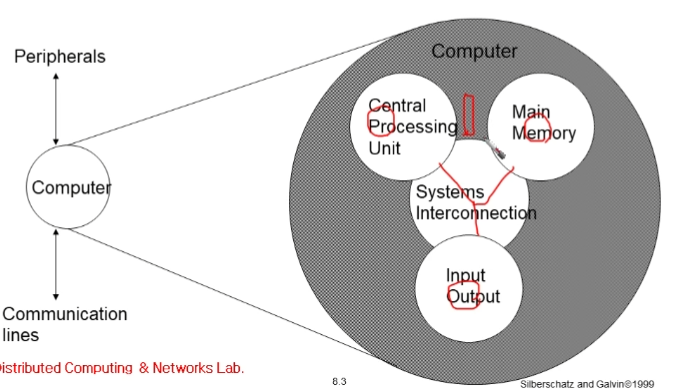 Peripherals
Computer
Communication
lines
Computer
Central
Processing
Unit
Main
Memory
Systems
Interconnection
Input
Output
istributed Computing & Networks Lab.
8.3
Silberschatz and Galvin©1999